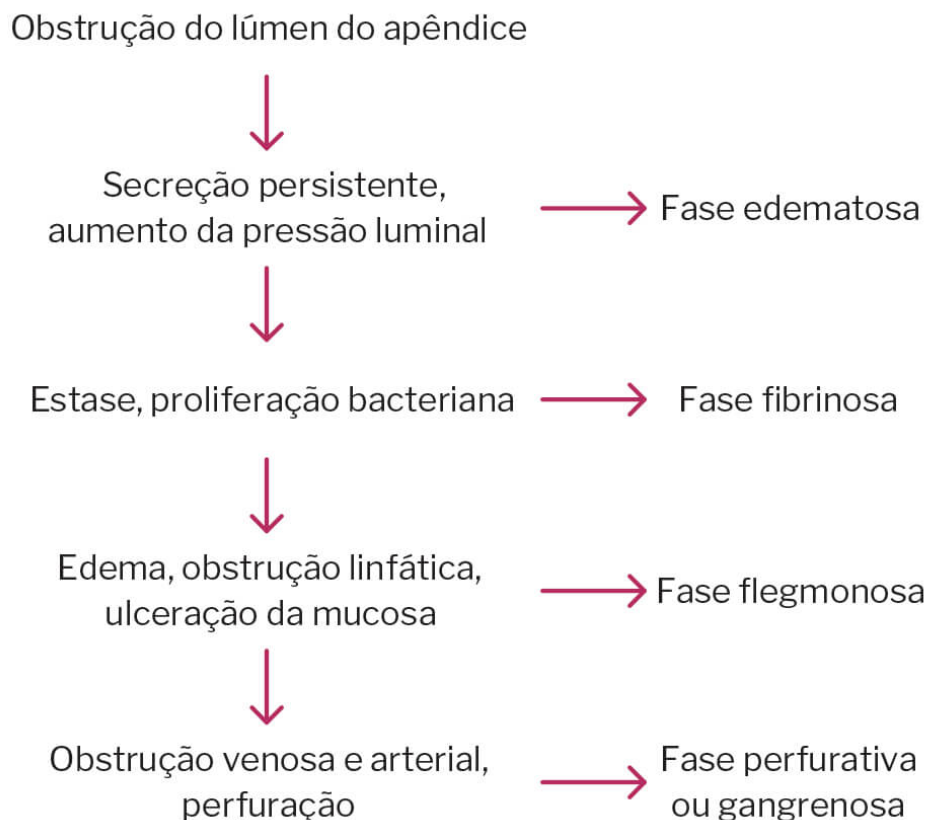 Obstrução do lúmen do apêndice
Secreção persistente,
aumento da pressão luminal
Fase edematosa
Estase, proliferação bacteriana
Fase fibrinosa
Edema, obstrução linfática,
ulceração da mucosa
Fase flegmonosa
Obstrução venosa e arterial,
perfuração
Fase perfurativa
ou gangrenosa